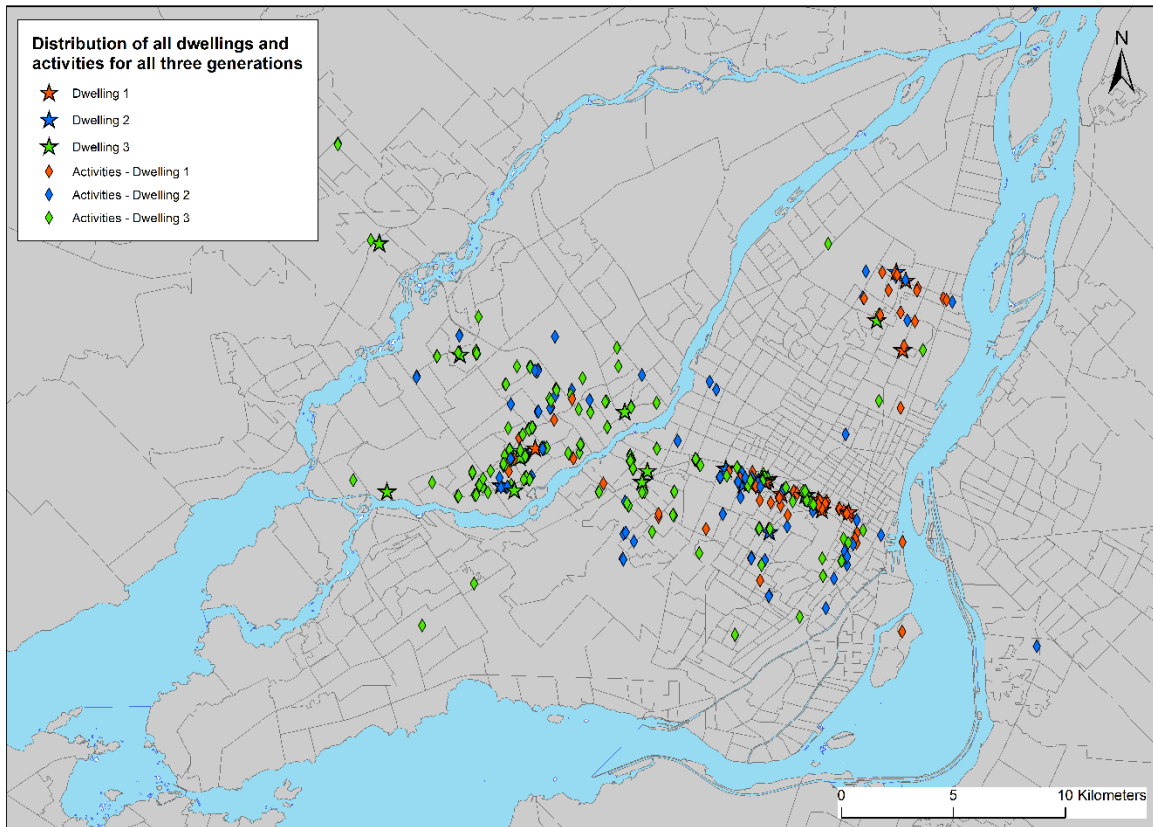 Distribution of all dwellings and
activities for all three generations
Dwelling 1
Dwelling 2
Dwelling 3
Activities - Dwelling 1
Activities - Dwelling 2
Activities - Dwelling 3
N
0 5 10 Kilometers